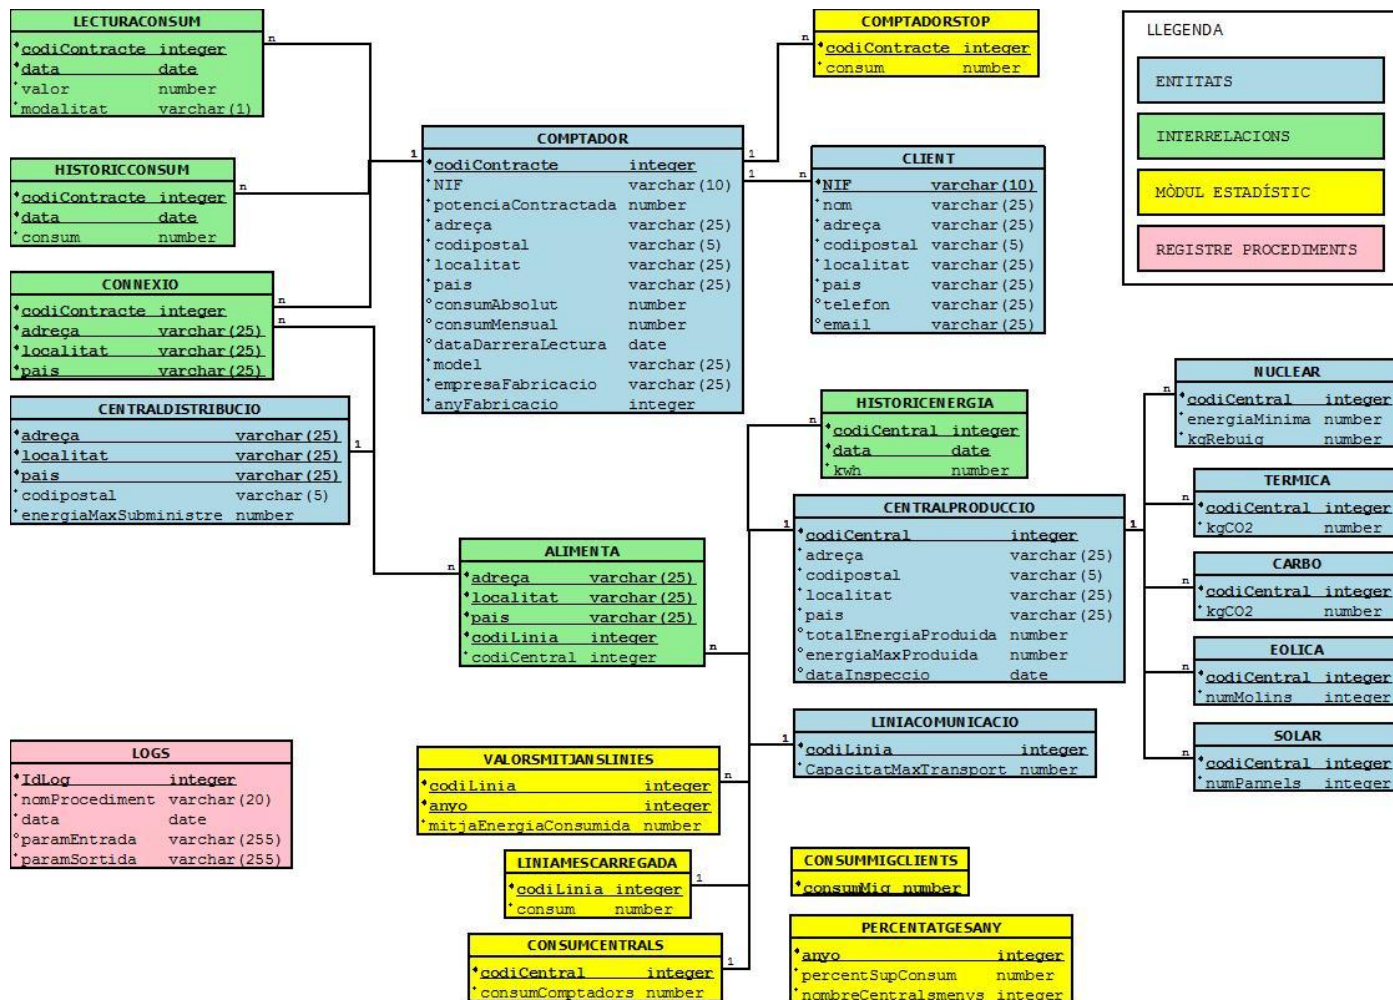 LECTURACONSUM
codiContracte integer
data date
valor number
modalitat varchar(1)
n
COMPTADORSTOP
codiContracte integer
consum number
n
LLEGENDA
ENTITATS
INTERRELACIONS
MÒDUL ESTADÍSTIC
REGISTRE PROCEDIMENTS
HISTORICCONSUM
codiContracte integer
data date
consum number
n
COMPTADOR
codiContracte integer
NIF varchar(10)
potenciaContractada number
adreça varchar(25)
codipostal varchar(5)
localitat varchar(25)
pais varchar(25)
consumAbsolut number
consumMensual number
dataDarreraLectura date
model varchar(25)
empresaFabricacio varchar(25)
anyFabricacio integer
1
1
1
CLIENT
NIF varchar(10)
nom varchar(25)
adreça varchar(25)
codipostal varchar(5)
localitat varchar(25)
pais varchar(25)
telefon varchar(25)
email varchar(25)
n
CONNEXIO
codiContracte integer
adreça varchar(25)
localitat varchar(25)
pais varchar(25)
n
n
CENTRALDISTRIBUCIO
adreça varchar(25)
localitat varchar(25)
pais varchar(25)
codipostal varchar(5)
energiaMaxSubministre number
1
HISTORICENERGIA
codiCentral integer
data date
kwh number
n
NUCLEAR
codiCentral integer
energiaMinima number
kgRebuig number
n
TERMICA
codiCentral integer
kgCO2 number
n
CENTRALPRODUCCIO
codiCentral integer
adreça varchar(25)
codipostal varchar(5)
localitat varchar(25)
pais varchar(25)
totalEnergiaProduida number
energiaMaxProduida number
dataInspeccio date
1
1
CARBO
codiCentral integer
kgCO2 number
n
ALIMENTA
adreça varchar(25)
localitat varchar(25)
pais varchar(25)
codiLinia integer
codiCentral integer
n
n
EOLICA
codiCentral integer
numMolins integer
n
LINIACOMUNICACIO
codiLinia integer
CapacitatMaxTransport number
1
SOLAR
codiCentral integer
numPannels integer
n
LOGS
IdLog integer
nomProcediment varchar(20)
data date
paramEntrada varchar(255)
paramSortida varchar(255)
VALORSMITJANSLINIES
codiLinia integer
anyo integer
mitjaEnergiaConsumida number
n
LINIAMESCARREGADA
codiLinia integer
consum number
1
CONSUMMIGCLIENTS
consumMig number
CONSUMCENTRALS
codiCentral integer
consumComptadors number
1
PERCENTATGESANY
anyo integer
percentSupConsum number
nombreCentralsmenys integer